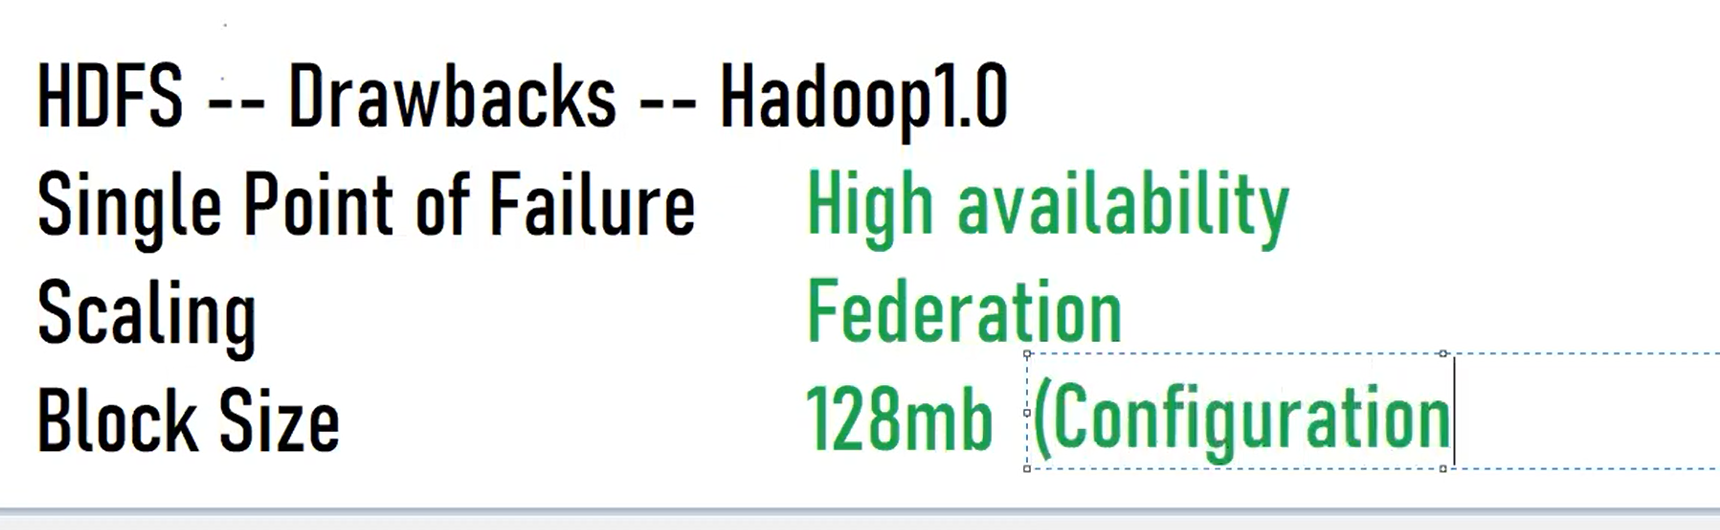 HDFS -- Drawbacks -- Hadoop1.0
Single Point of Failure High availability
Scaling Federation
Block Size 128mb (Configuration